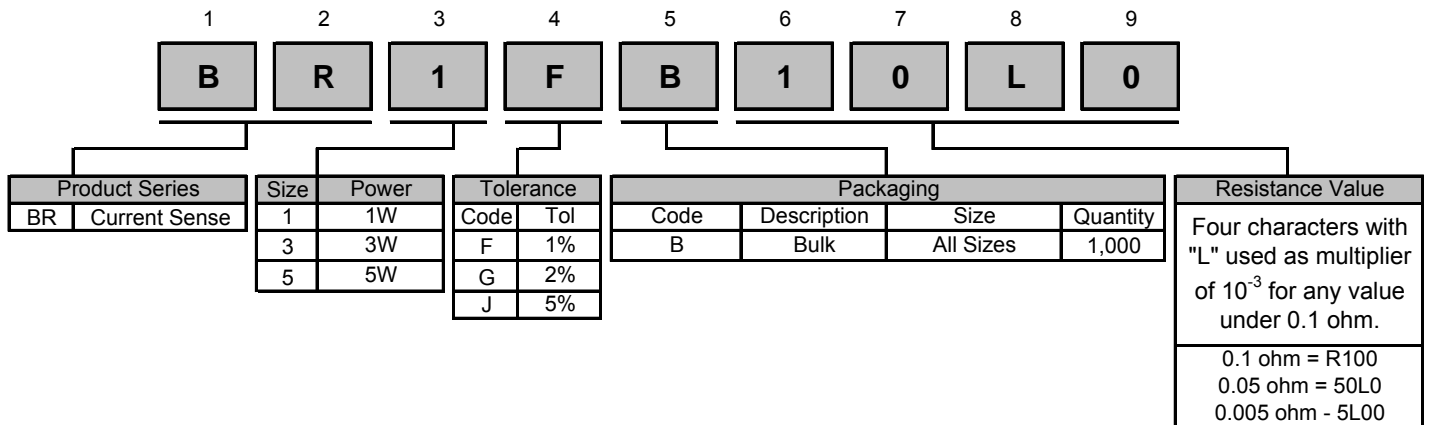 1 2 3 4 5 6 7 8 9
B R 1 F B 1 0 L 0
Product Series
BR Current Sense
Size Power
1 1W
3 3W
5 5W
Tolerance
Code Tol
F 1%
G 2%
J 5%
Packaging
Code Description Size Quantity
B Bulk All Sizes 1,000
Resistance Value
Four characters with
"L" used as multiplier
of 10⁻³ for any value
under 0.1 ohm.
0.1 ohm = R100
0.05 ohm = 50L0
0.005 ohm - 5L00